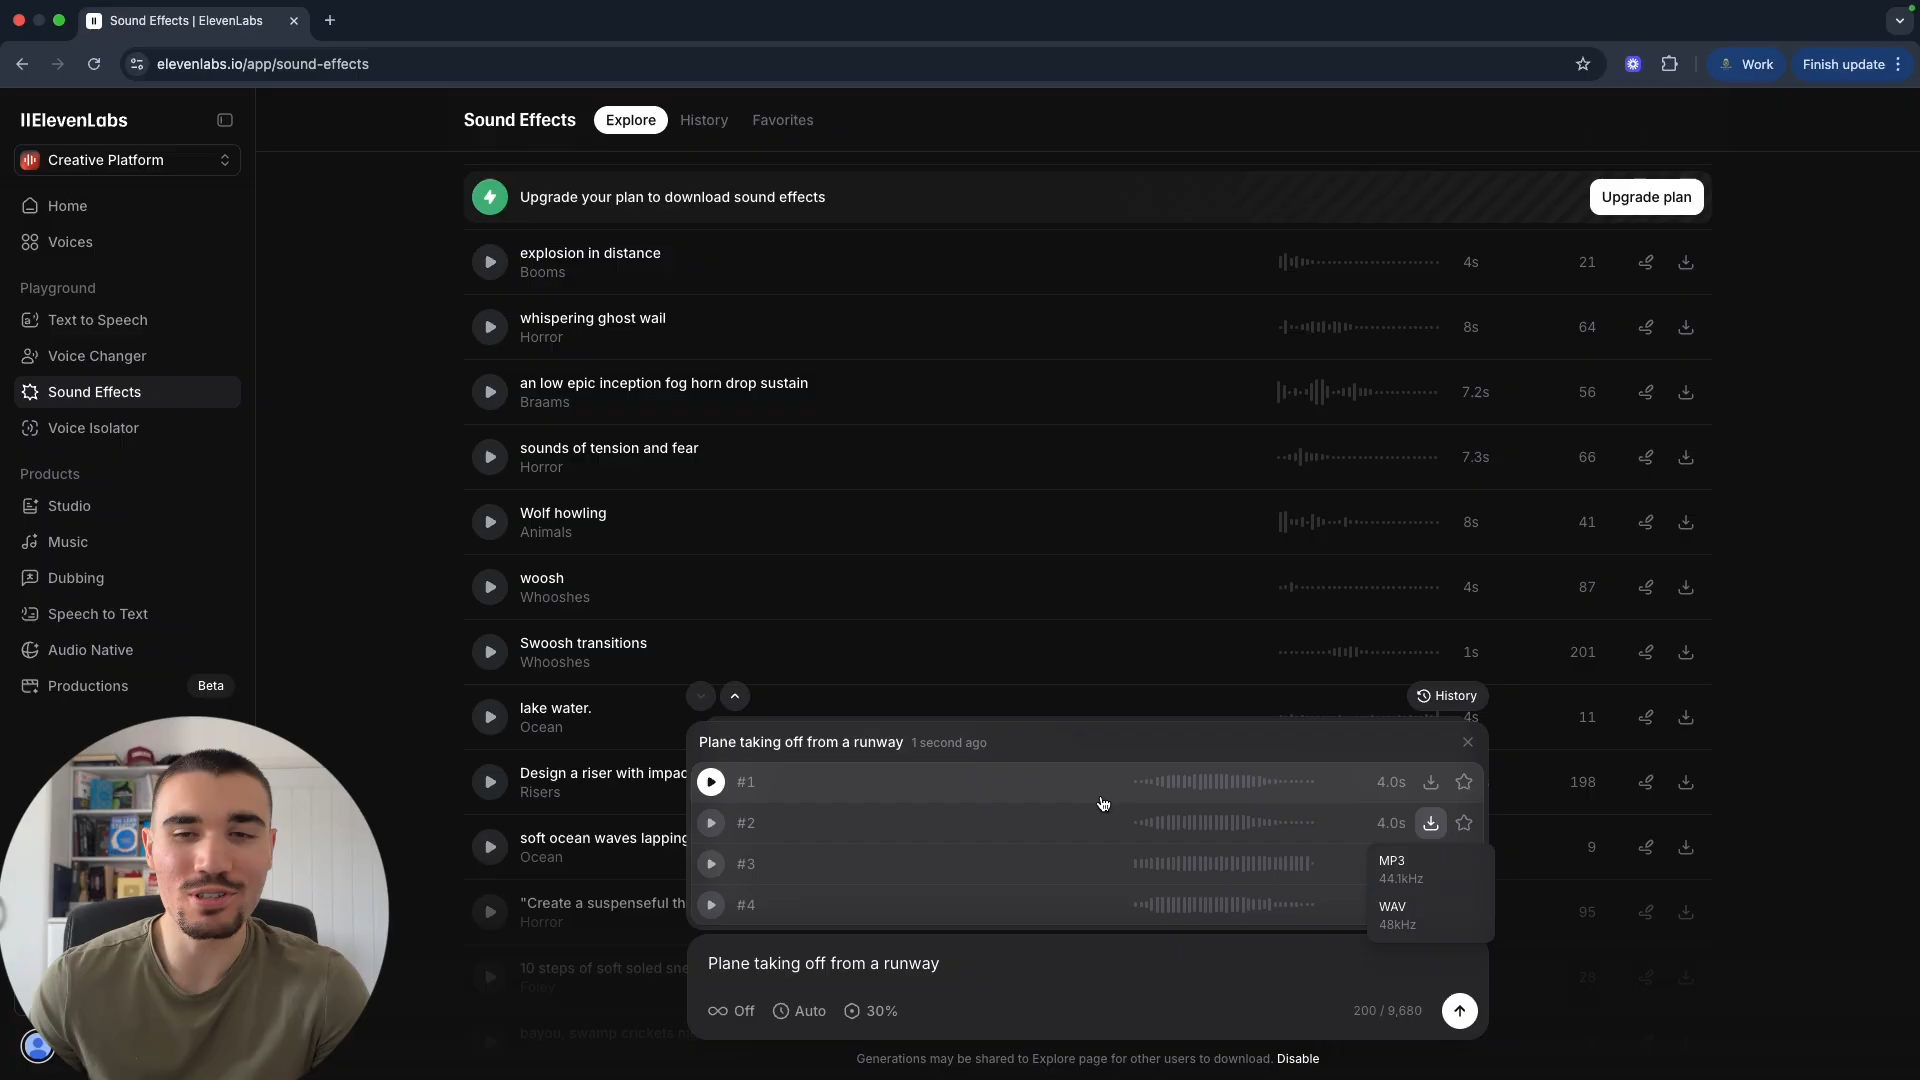 Sound Effects | ElevenLabs
elevenlabs.io/app/sound-effects
Work
Finish update
IIElevenLabs
Creative Platform
Home
Voices
Playground
Text to Speech
Voice Changer
Sound Effects
Voice Isolator
Products
Studio
Music
Dubbing
Speech to Text
Audio Native
Productions
Beta
Sound Effects
Explore
History
Favorites
Upgrade your plan to download sound effects
Upgrade plan
explosion in distance
Booms
4s
21
whispering ghost wail
Horror
8s
64
an low epic inception fog horn drop sustain
Braams
7.2s
56
sounds of tension and fear
Horror
7.3s
66
Wolf howling
Animals
8s
41
woosh
Whooshes
4s
87
Swoosh transitions
Whooshes
1s
201
lake water.
Ocean
4s
11
Design a riser with impac
Risers
198
soft ocean waves lapping
Ocean
9
"Create a suspenseful th
Horror
95
10 steps of soft soled sne
Foley
28
bayou, swamp crickets n
History
Plane taking off from a runway 1 second ago
#1
4.0s
#2
4.0s
#3
#4
MP3
44.1kHz
WAV
48kHz
Plane taking off from a runway
Off
Auto
30%
200 / 9,680
Generations may be shared to Explore page for other users to download. Disable